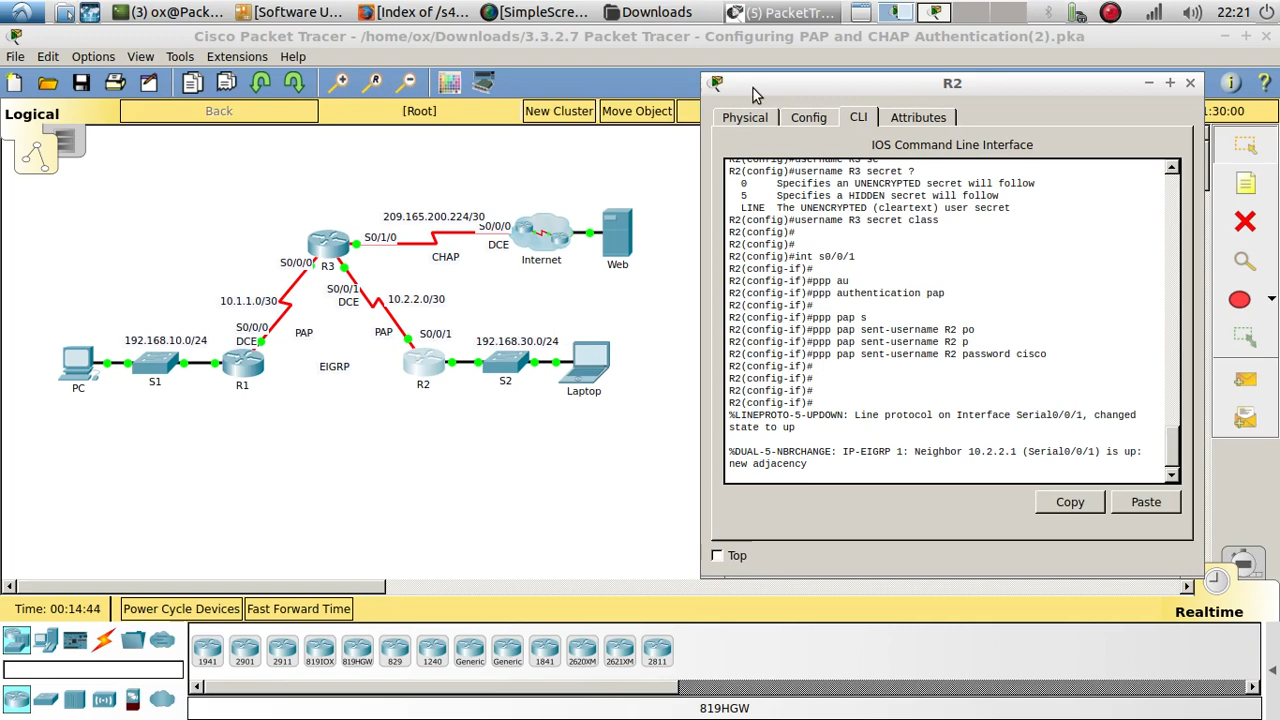 (3) ox@Pack...
[Software U...
[Index of /s4...
[SimpleScre...
Downloads
(5) PacketTr...
22:21
Cisco Packet Tracer - /home/ox/Downloads/3.3.2.7 Packet Tracer - Configuring PAP and CHAP Authentication(2).pka
File Edit Options View Tools Extensions Help
Logical
Back
[Root]
New Cluster
Move Object
1:30:00
R2
Physical Config CLI Attributes
IOS Command Line Interface
R2(config)#username R3 se
R2(config)#username R3 secret ?
0 Specifies an UNENCRYPTED secret will follow
5 Specifies a HIDDEN secret will follow
LINE The UNENCRYPTED (cleartext) user secret
R2(config)#username R3 secret class
R2(config)#
R2(config)#
R2(config)#int s0/0/1
R2(config-if)#
R2(config-if)#ppp au
R2(config-if)#ppp authentication pap
R2(config-if)#
R2(config-if)#ppp pap s
R2(config-if)#ppp pap sent-username R2 po
R2(config-if)#ppp pap sent-username R2 p
R2(config-if)#ppp pap sent-username R2 password cisco
R2(config-if)#
R2(config-if)#
R2(config-if)#
R2(config-if)#
%LINEPROTO-5-UPDOWN: Line protocol on Interface Serial0/0/1, changed
state to up
%DUAL-5-NBRCHANGE: IP-EIGRP 1: Neighbor 10.2.2.1 (Serial0/0/1) is up:
new adjacency
Copy
Paste
Top
209.165.200.224/30
S0/1/0
S0/0/0
DCE
CHAP
Internet
Web
R3
S0/0/0
S0/0/1
DCE
10.1.1.0/30
10.2.2.0/30
S0/0/0
DCE
PAP
PAP
S0/0/1
192.168.10.0/24
192.168.30.0/24
EIGRP
PC
S1
R1
R2
S2
Laptop
Time: 00:14:44
Power Cycle Devices
Fast Forward Time
Realtime
1941
2901
2911
819IOX
819HGW
829
1240
Generic
Generic
1841
2620XM
2621XM
2811
819HGW